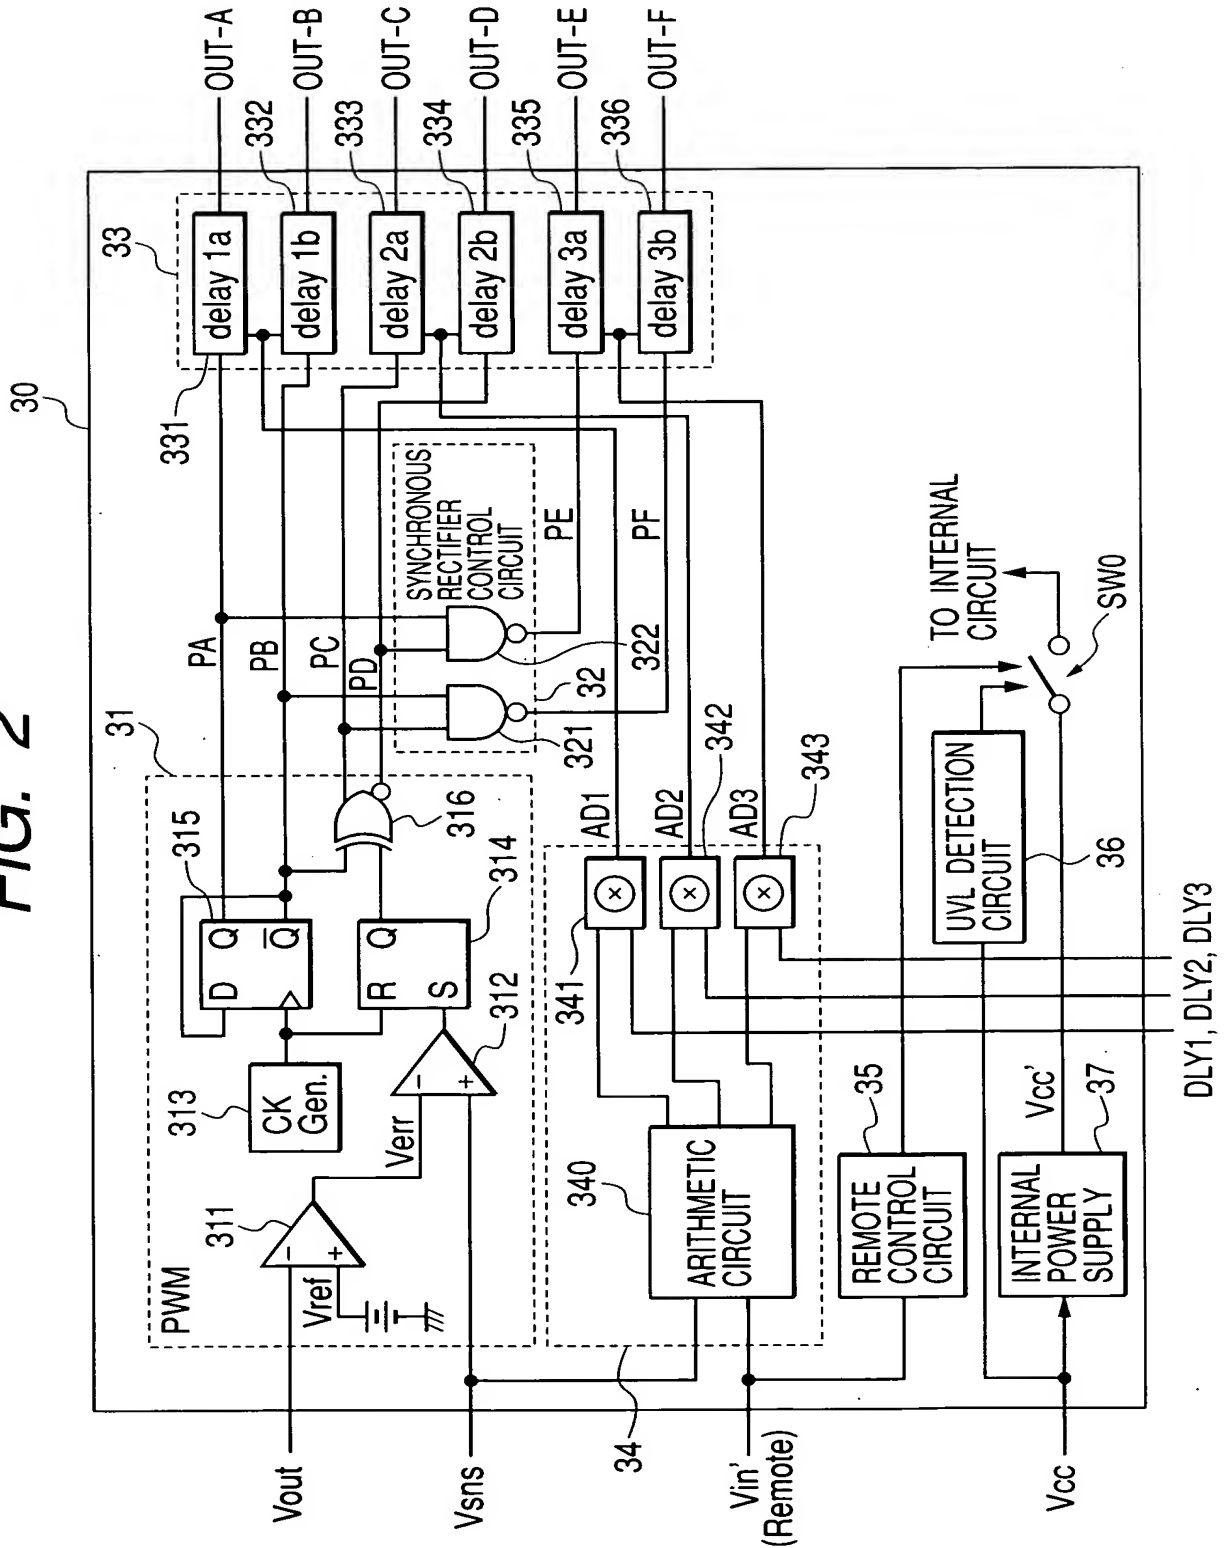 FIG. 2
30
33
331
332
333
334
335
336
delay 1a
delay 1b
delay 2a
delay 2b
delay 3a
delay 3b
OUT-A
OUT-B
OUT-C
OUT-D
OUT-E
OUT-F
31
PWM
311
Vref
Verr
312
313
CK
Gen.
315
D
Q
Q̅
314
R
Q
S
316
PA
PB
PC
PD
SYNCHRONOUS
RECTIFIER
CONTROL
CIRCUIT
32
321
322
PE
PF
34
340
ARITHMETIC
CIRCUIT
341
342
343
AD1
AD2
AD3
35
REMOTE
CONTROL
CIRCUIT
UVL DETECTION
CIRCUIT
36
INTERNAL
POWER
SUPPLY
37
Vcc'
TO INTERNAL
CIRCUIT
SW0
Vout
Vsns
Vin'
(Remote)
Vcc
DLY1, DLY2, DLY3